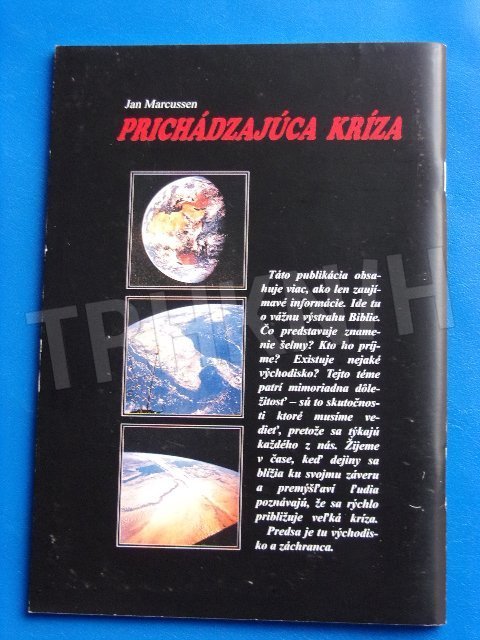 Jan Marcussen
PRICHÁDZAJÚCA KRÍZA
Táto publikácia obsa-
huje viac, ako len zaují-
mavé informácie. Ide tu
o vážnu výstrahu Biblie.
Čo predstavuje zname-
nie šelmy? Kto ho príj-
me? Existuje nejaké
východisko? Tejto téme
patrí mimoriadna dôle-
žitosť – sú to skutočnos-
ti ktoré musíme ve-
dieť, pretože sa týkajú
každého z nás. Žijeme
v čase, keď dejiny sa
blížia ku svojmu záveru
a premýšľaví ľudia
poznávajú, že sa rýchlo
približuje veľká kríza.
Predsa je tu východis-
ko a záchranca.